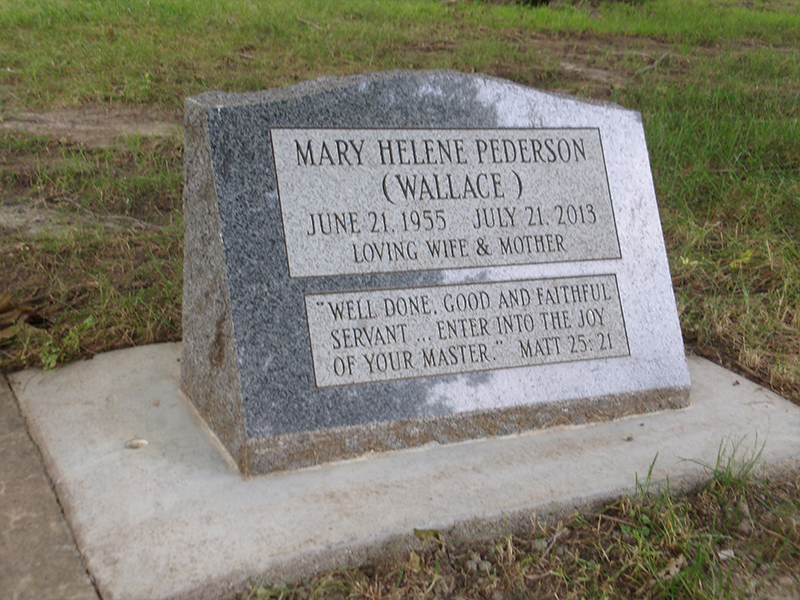 MARY HELENE PEDERSON
(WALLACE)
JUNE 21, 1955 JULY 21, 2013
LOVING WIFE & MOTHER
"WELL DONE, GOOD AND FAITHFUL
SERVANT ... ENTER INTO THE JOY
OF YOUR MASTER." MATT 25:21